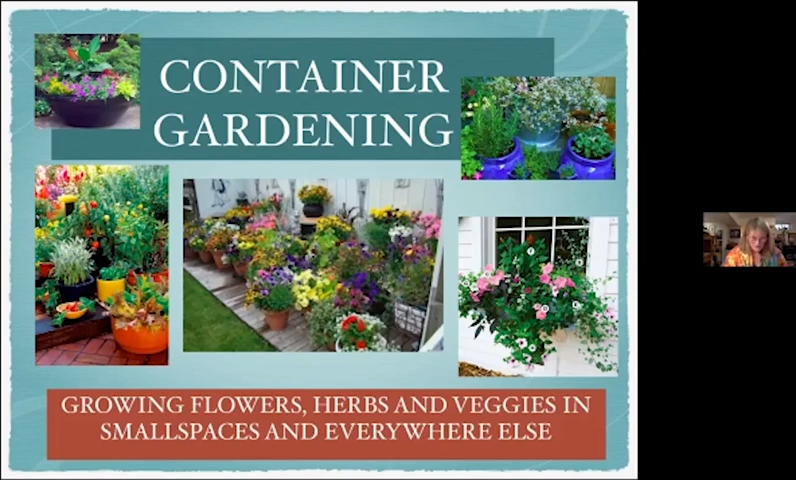 CONTAINER
GARDENING
GROWING FLOWERS, HERBS AND VEGGIES IN
SMALLSPACES AND EVERYWHERE ELSE